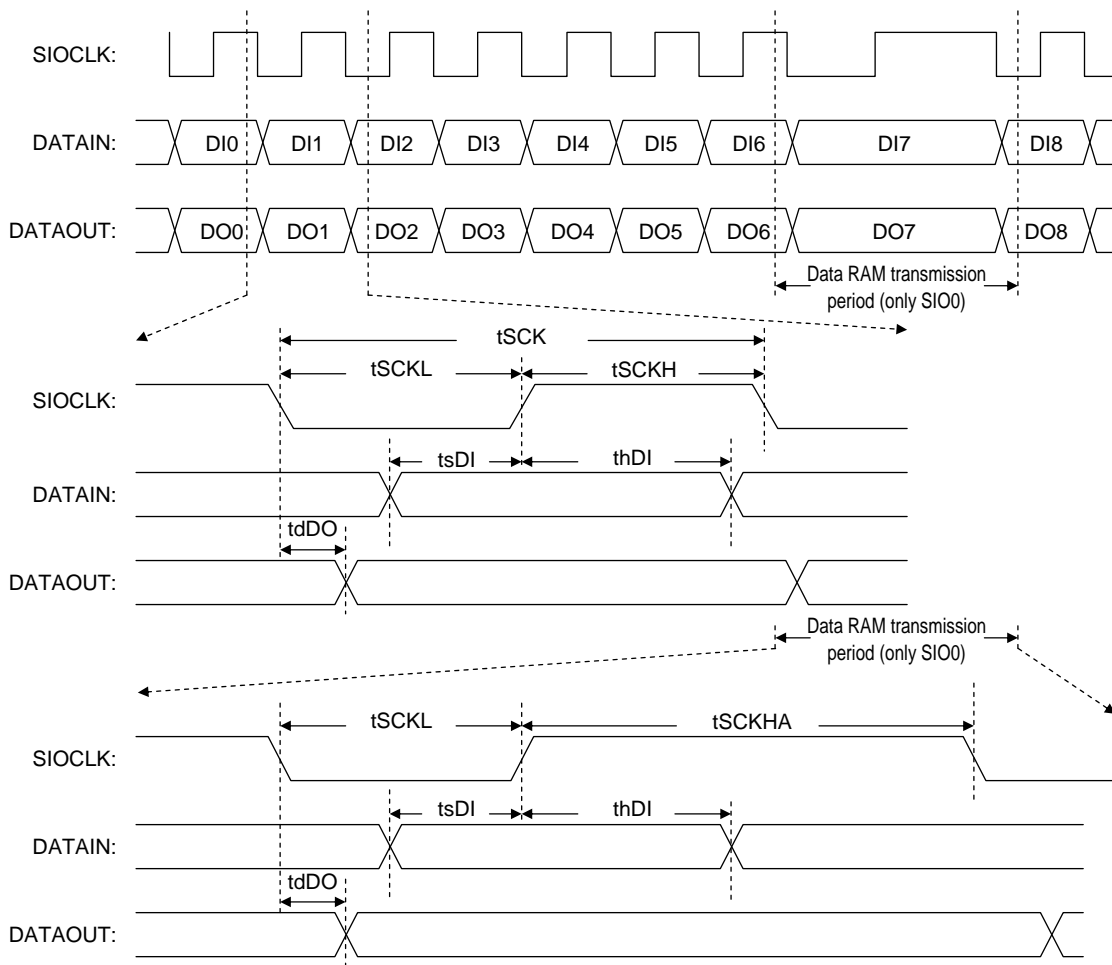 SIOCLK:
DATAIN: DI0 DI1 DI2 DI3 DI4 DI5 DI6 DI7 DI8
DATAOUT: DO0 DO1 DO2 DO3 DO4 DO5 DO6 DO7 DO8
Data RAM transmission
period (only SIO0)
tSCK
tSCKL tSCKH
SIOCLK:
tsDI thDI
DATAIN:
tdDO
DATAOUT:
Data RAM transmission
period (only SIO0)
tSCKL tSCKHA
SIOCLK:
tsDI thDI
DATAIN:
tdDO
DATAOUT: